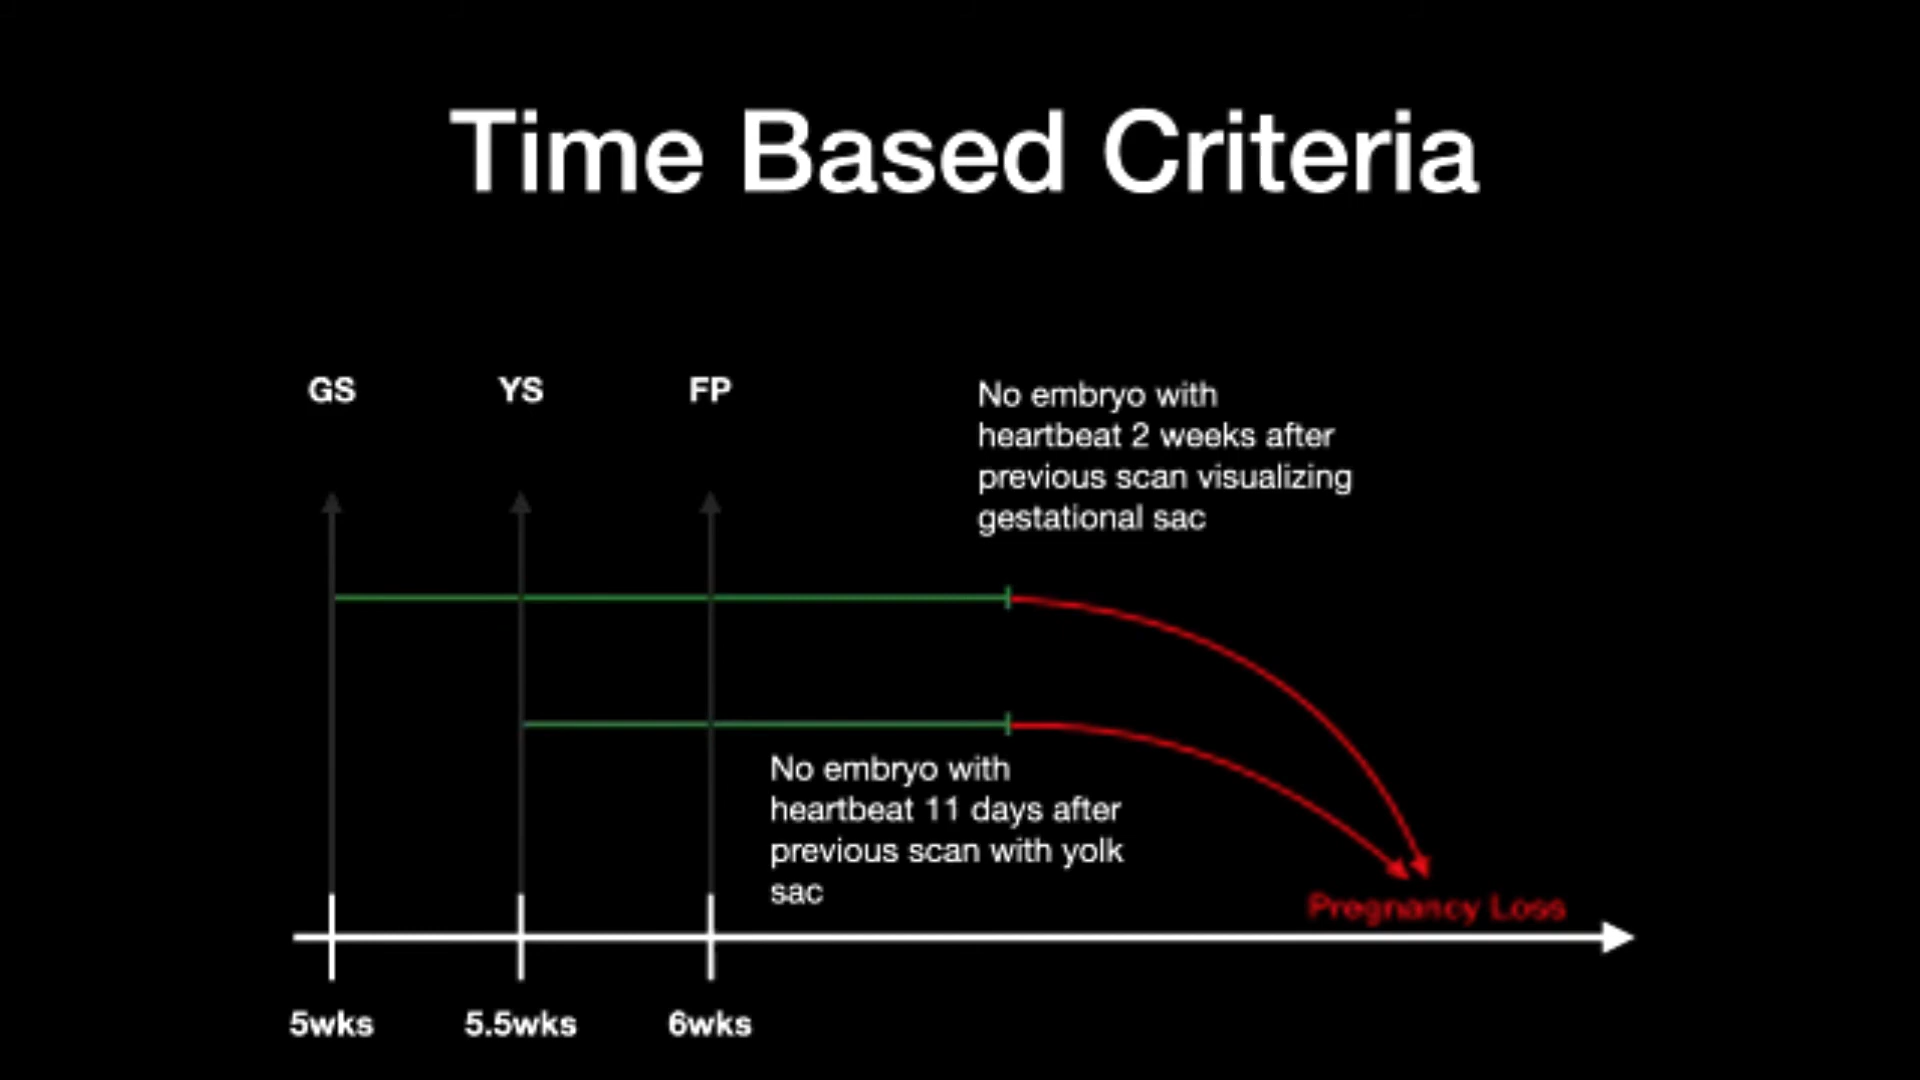 Time Based Criteria
GS YS FP
No embryo with
heartbeat 2 weeks after
previous scan visualizing
gestational sac
No embryo with
heartbeat 11 days after
previous scan with yolk
sac
Pregnancy Loss
5wks 5.5wks 6wks